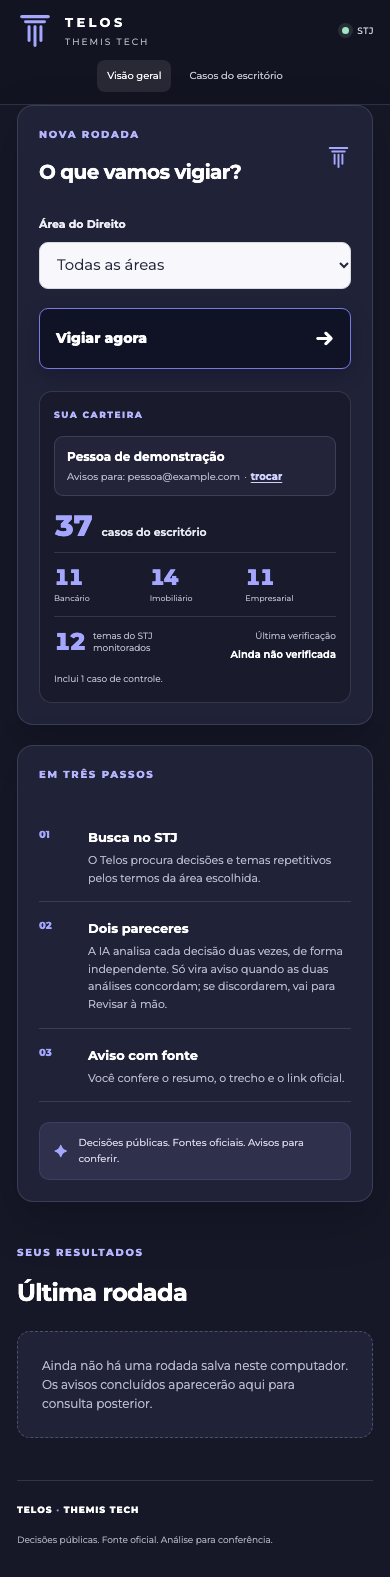 TELOS
THEMIS TECH
STJ
Visão geral
Casos do escritório
NOVA RODADA
O que vamos vigiar?
Área do Direito
Todas as áreas
Vigiar agora
SUA CARTEIRA
Pessoa de demonstração
Avisos para: pessoa@example.com · trocar
37 casos do escritório
11 14 11
Bancário Imobiliário Empresarial
12 temas do STJ
monitorados
Última verificação
Ainda não verificada
Inclui 1 caso de controle.
EM TRÊS PASSOS
01 Busca no STJ
O Telos procura decisões e temas repetitivos
pelos termos da área escolhida.
02 Dois pareceres
A IA analisa cada decisão duas vezes, de forma
independente. Só vira aviso quando as duas
análises concordam; se discordarem, vai para
Revisar à mão.
03 Aviso com fonte
Você confere o resumo, o trecho e o link oficial.
Decisões públicas. Fontes oficiais. Avisos para
conferir.
SEUS RESULTADOS
Última rodada
Ainda não há uma rodada salva neste computador.
Os avisos concluídos aparecerão aqui para
consulta posterior.
TELOS · THEMIS TECH
Decisões públicas. Fonte oficial. Análise para conferência.